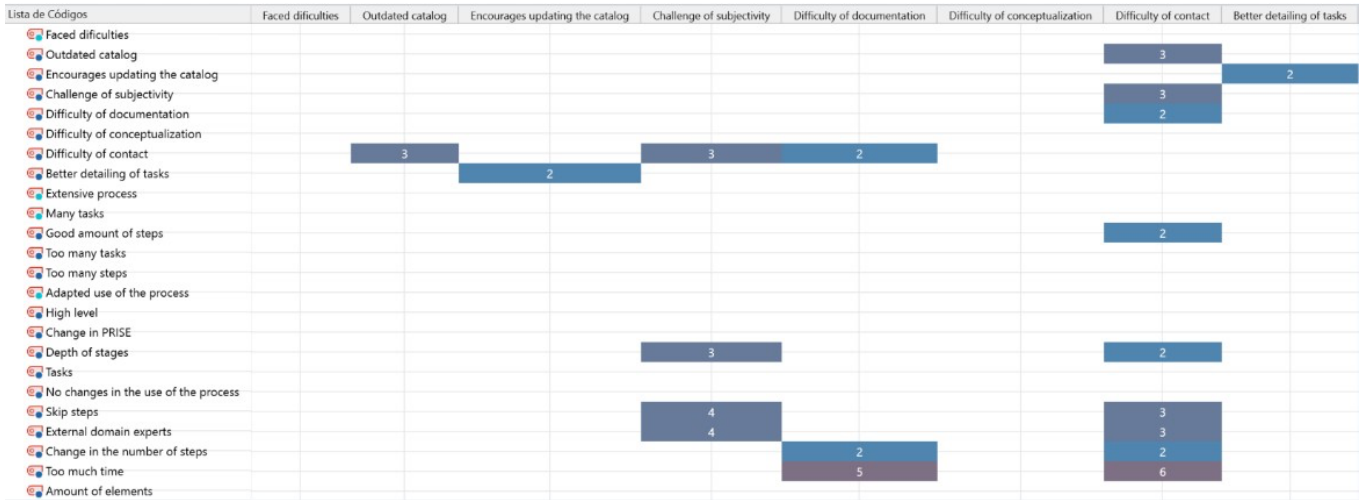 Lista de Códigos Faced dificulties Outdated catalog Encourages updating the catalog Challenge of subjectivity Difficulty of documentation Difficulty of conceptualization Difficulty of contact Better detailing of tasks
Faced dificulties
Outdated catalog 3
Encourages updating the catalog 2
Challenge of subjectivity 3
Difficulty of documentation 2
Difficulty of conceptualization
Difficulty of contact 3 3 2
Better detailing of tasks 2
Extensive process
Many tasks
Good amount of steps 2
Too many tasks
Too many steps
Adapted use of the process
High level
Change in PRISE
Depth of stages 3 2
Tasks
No changes in the use of the process
Skip steps 4 3
External domain experts 4 3
Change in the number of steps 2 2
Too much time 5 6
Amount of elements